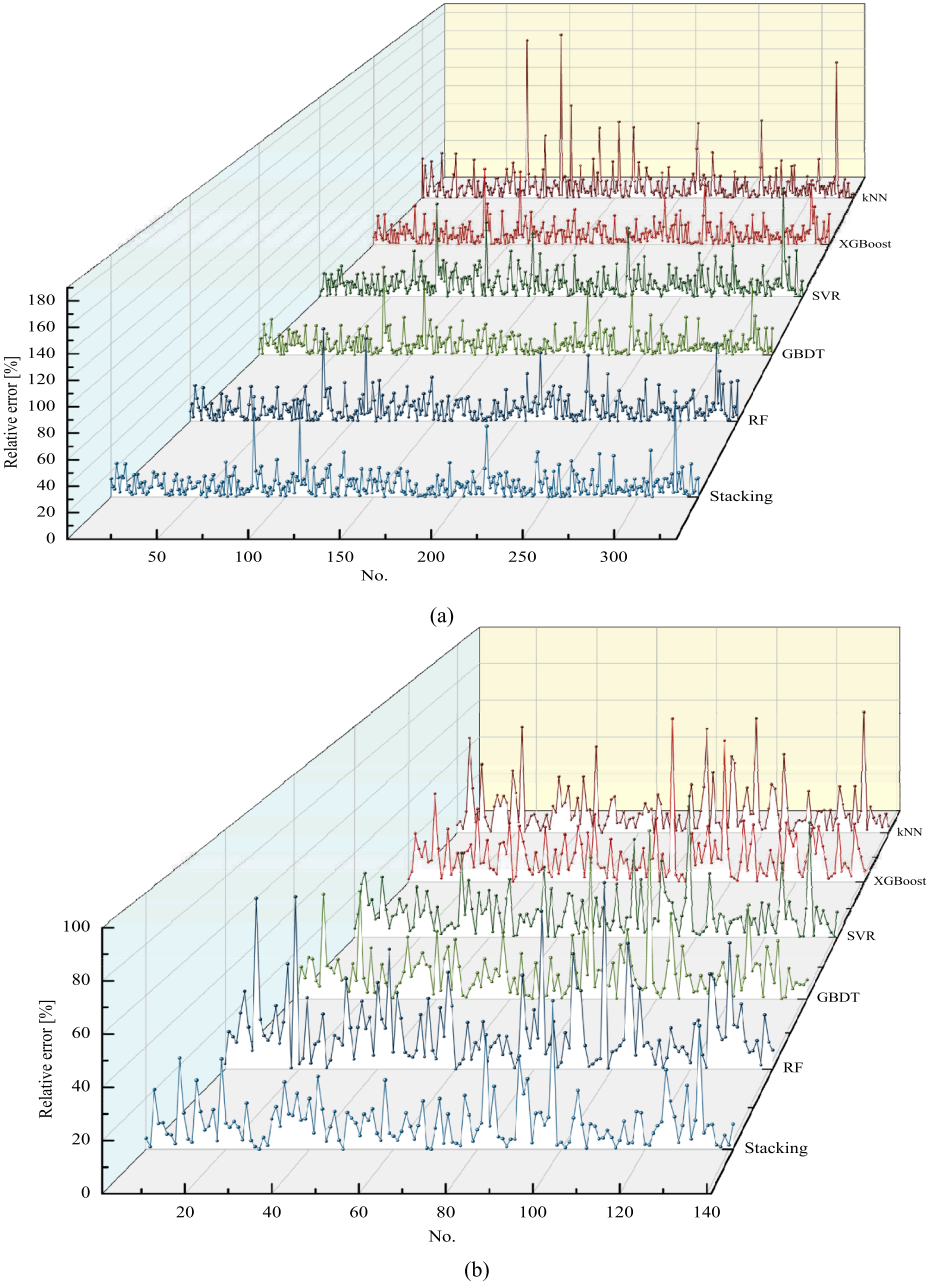 kNN
XGBoost
SVR
GBDT
RF
Stacking
180
160
140
120
100
80
60
40
20
0
Relative error [%]
50
100
150
200
250
300
No.
(a)
kNN
XGBoost
SVR
GBDT
RF
Stacking
100
80
60
40
20
0
Relative error [%]
20
40
60
80
100
120
140
No.
(b)